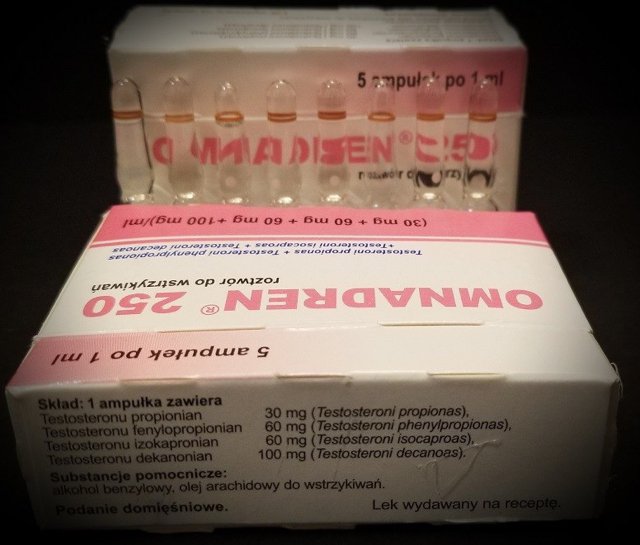 5 ampułek po 1 ml
OMNADREN® 250
(30 mg + 60 mg + 60 mg +100 mg)/ml
Testosteroni propionas + Testosteroni phenylpropionas
+ Testosteroni isocaproas + Testosteroni decanoas
roztwór do wstrzykiwań
OMNADREN® 250
5 ampułek po 1 ml
Skład: 1 ampułka zawiera
Testosteronu propionian 30 mg (Testosteroni propionas),
Testosteronu fenylopropionian 60 mg (Testosteroni phenylpropionas),
Testosteronu izokapronian 60 mg (Testosteroni isocaproas),
Testosteronu dekanonian 100 mg (Testosteroni decanoas).
Substancje pomocnicze:
alkohol benzylowy, olej arachidowy do wstrzykiwań.
Podanie domięśniowe. Lek wydawany na receptę.